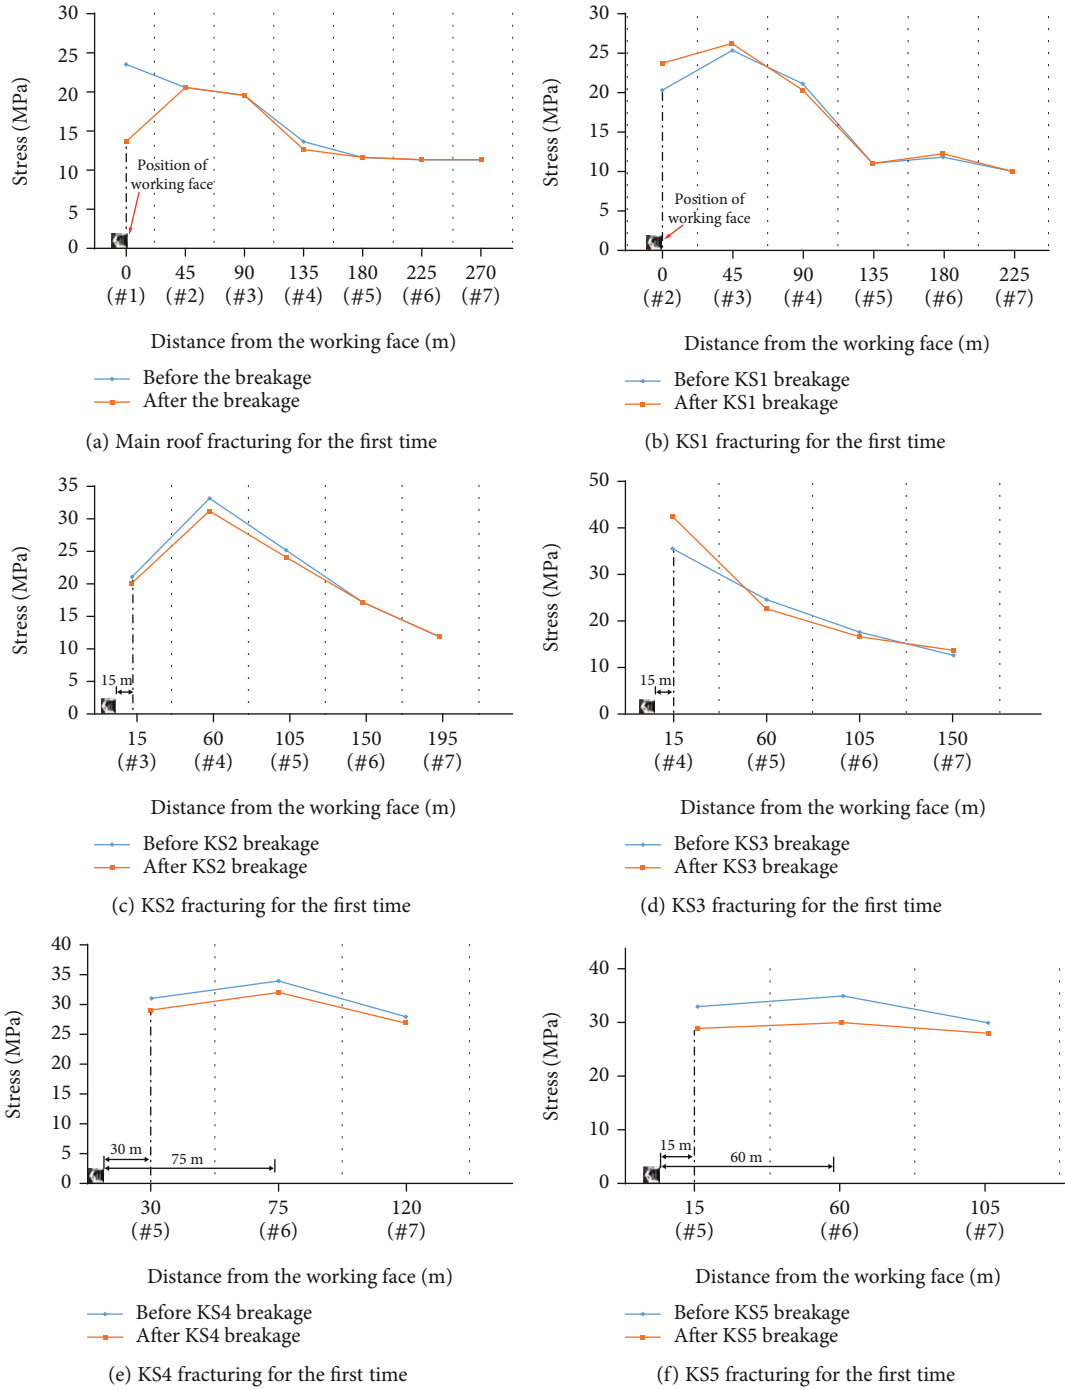 30
25
20
15
10
5
0
Stress (MPa)
Position of
working face
0 45 90 135 180 225 270
(#1) (#2) (#3) (#4) (#5) (#6) (#7)
Distance from the working face (m)
Before the breakage
After the breakage
(a) Main roof fracturing for the first time
30
25
20
15
10
5
0
Stress (MPa)
Position of
working face
0 45 90 135 180 225
(#2) (#3) (#4) (#5) (#6) (#7)
Distance from the working face (m)
Before KS1 breakage
After KS1 breakage
(b) KS1 fracturing for the first time
35
30
25
20
15
10
5
0
Stress (MPa)
15 m
15 60 105 150 195
(#3) (#4) (#5) (#6) (#7)
Distance from the working face (m)
Before KS2 breakage
After KS2 breakage
(c) KS2 fracturing for the first time
50
40
30
20
10
0
Stress (MPa)
15 m
15 60 105 150
(#4) (#5) (#6) (#7)
Distance from the working face (m)
Before KS3 breakage
After KS3 breakage
(d) KS3 fracturing for the first time
40
35
30
25
20
15
10
5
0
Stress (MPa)
30 m
75 m
30 75 120
(#5) (#6) (#7)
Distance from the working face (m)
Before KS4 breakage
After KS4 breakage
(e) KS4 fracturing for the first time
40
30
20
10
0
Stress (MPa)
15 m
60 m
15 60 105
(#5) (#6) (#7)
Distance from the working face (m)
Before KS5 breakage
After KS5 breakage
(f) KS5 fracturing for the first time